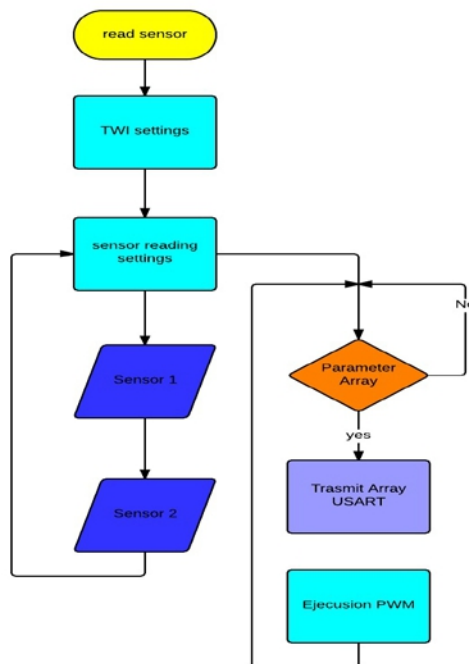 read sensor
TWI settings
sensor reading
settings
Sensor 1
Sensor 2
Parameter
Array
yes
Trasmit Array
USART
Ejecusion PWM